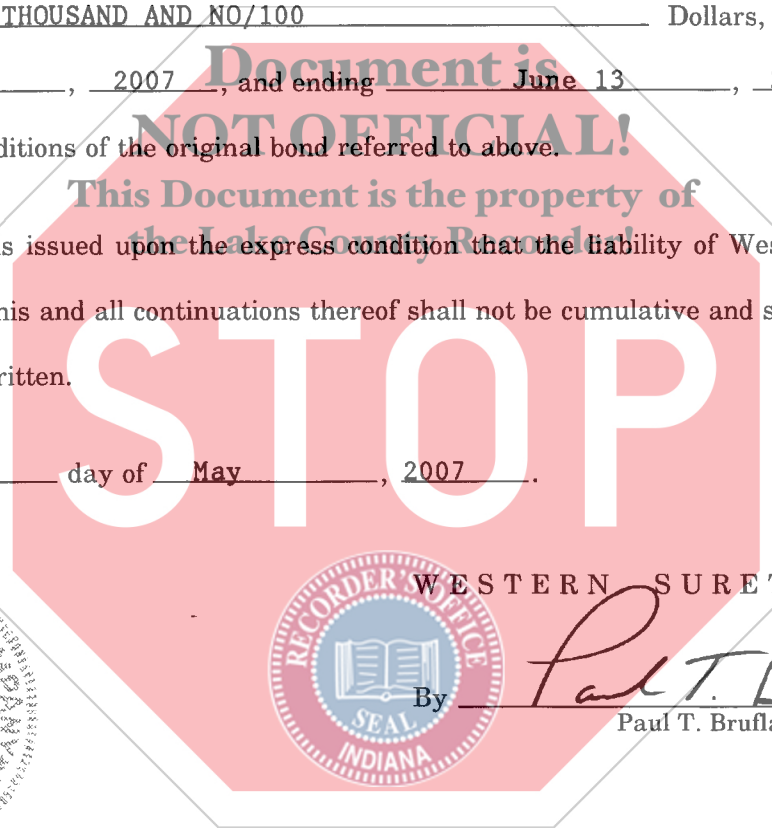 THOUSAND AND NO/100 Dollars,
Document is
, 2007 , and ending June 13 ,
NOT OFFICIAL!
ditions of the original bond referred to above.
This Document is the property of
the Lake County Recorder!
s issued upon the express condition that the liability of Wes
his and all continuations thereof shall not be cumulative and s
ritten.
STOP
day of May , 2007 .
WESTERN SURET
RECORDER'S OFFICE
SEAL
INDIANA
By Paul T.
Paul T. Brufla